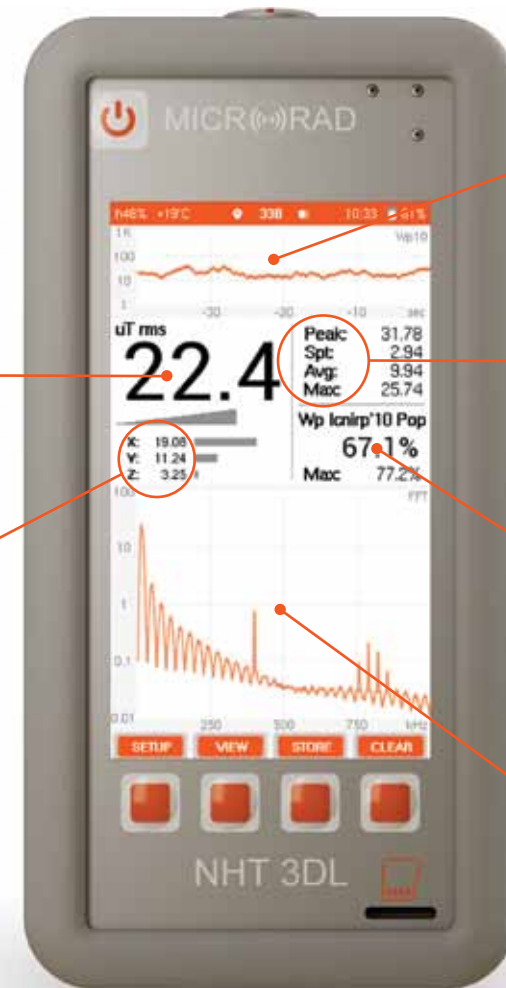 MICR RAD
h46% +19°C 338 10:33 61%
1K Wp10
100
10
1 -30 -20 -10 sec
uT rms
22.4
Peak: 31.78
Spt: 2.94
Avg: 9.94
Max: 25.74
X: 19.08
Y: 11.24
Z: 3.25
Wp Icnirp'10 Pop
67.1%
Max: 77.2%
100 FFT
10
1
0.1
0.01 250 500 750 kHz
SETUP VIEW STORE CLEAR
NHT 3DL